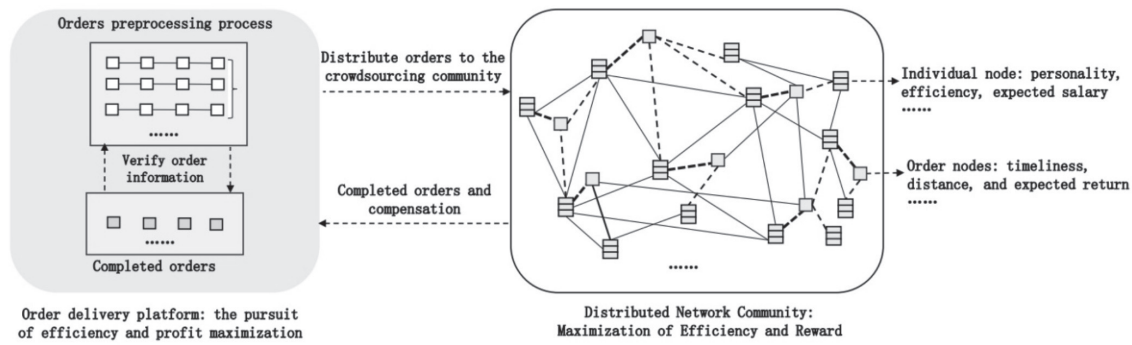 Orders preprocessing process
......
Verify order
information
......
Completed orders
Order delivery platform: the pursuit
of efficiency and profit maximization
Distribute orders to the
crowdsourcing community
Completed orders and
compensation
......
Distributed Network Community:
Maximization of Efficiency and Reward
Individual node: personality,
efficiency, expected salary
......
Order nodes: timeliness,
distance, and expected return
......